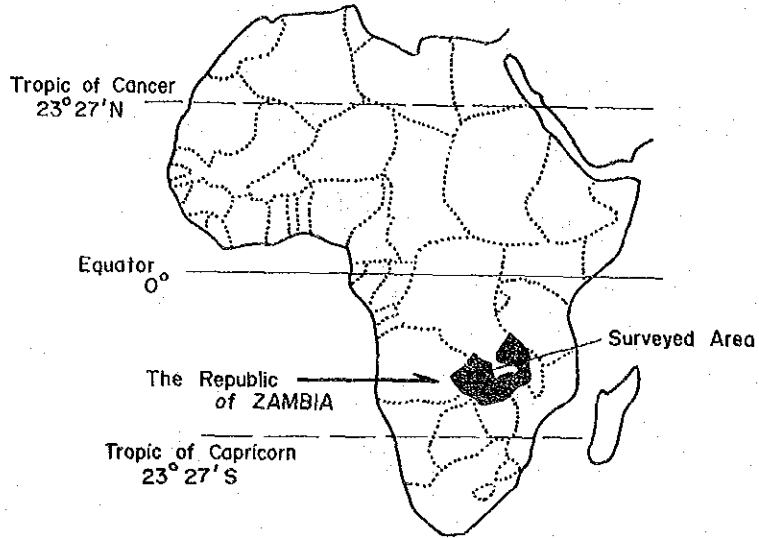 Tropic of Cancer
23°27'N
Equator
0°
Surveyed Area
The Republic
of ZAMBIA
Tropic of Capricorn
23°27'S